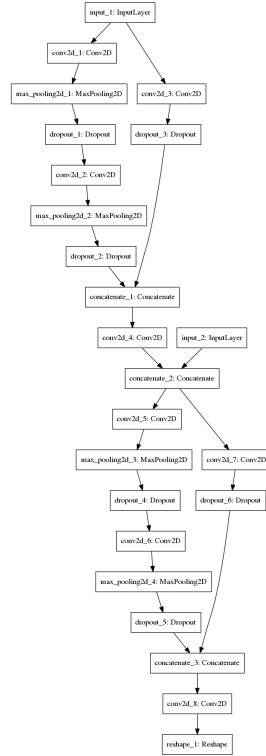 input_1: InputLayer
conv2d_1: Conv2D
max_pooling2d_1: MaxPooling2D
conv2d_3: Conv2D
dropout_1: Dropout
dropout_3: Dropout
conv2d_2: Conv2D
max_pooling2d_2: MaxPooling2D
dropout_2: Dropout
concatenate_1: Concatenate
conv2d_4: Conv2D
input_2: InputLayer
concatenate_2: Concatenate
conv2d_5: Conv2D
max_pooling2d_3: MaxPooling2D
conv2d_7: Conv2D
dropout_4: Dropout
dropout_6: Dropout
conv2d_6: Conv2D
max_pooling2d_4: MaxPooling2D
dropout_5: Dropout
concatenate_3: Concatenate
conv2d_8: Conv2D
reshape_1: Reshape